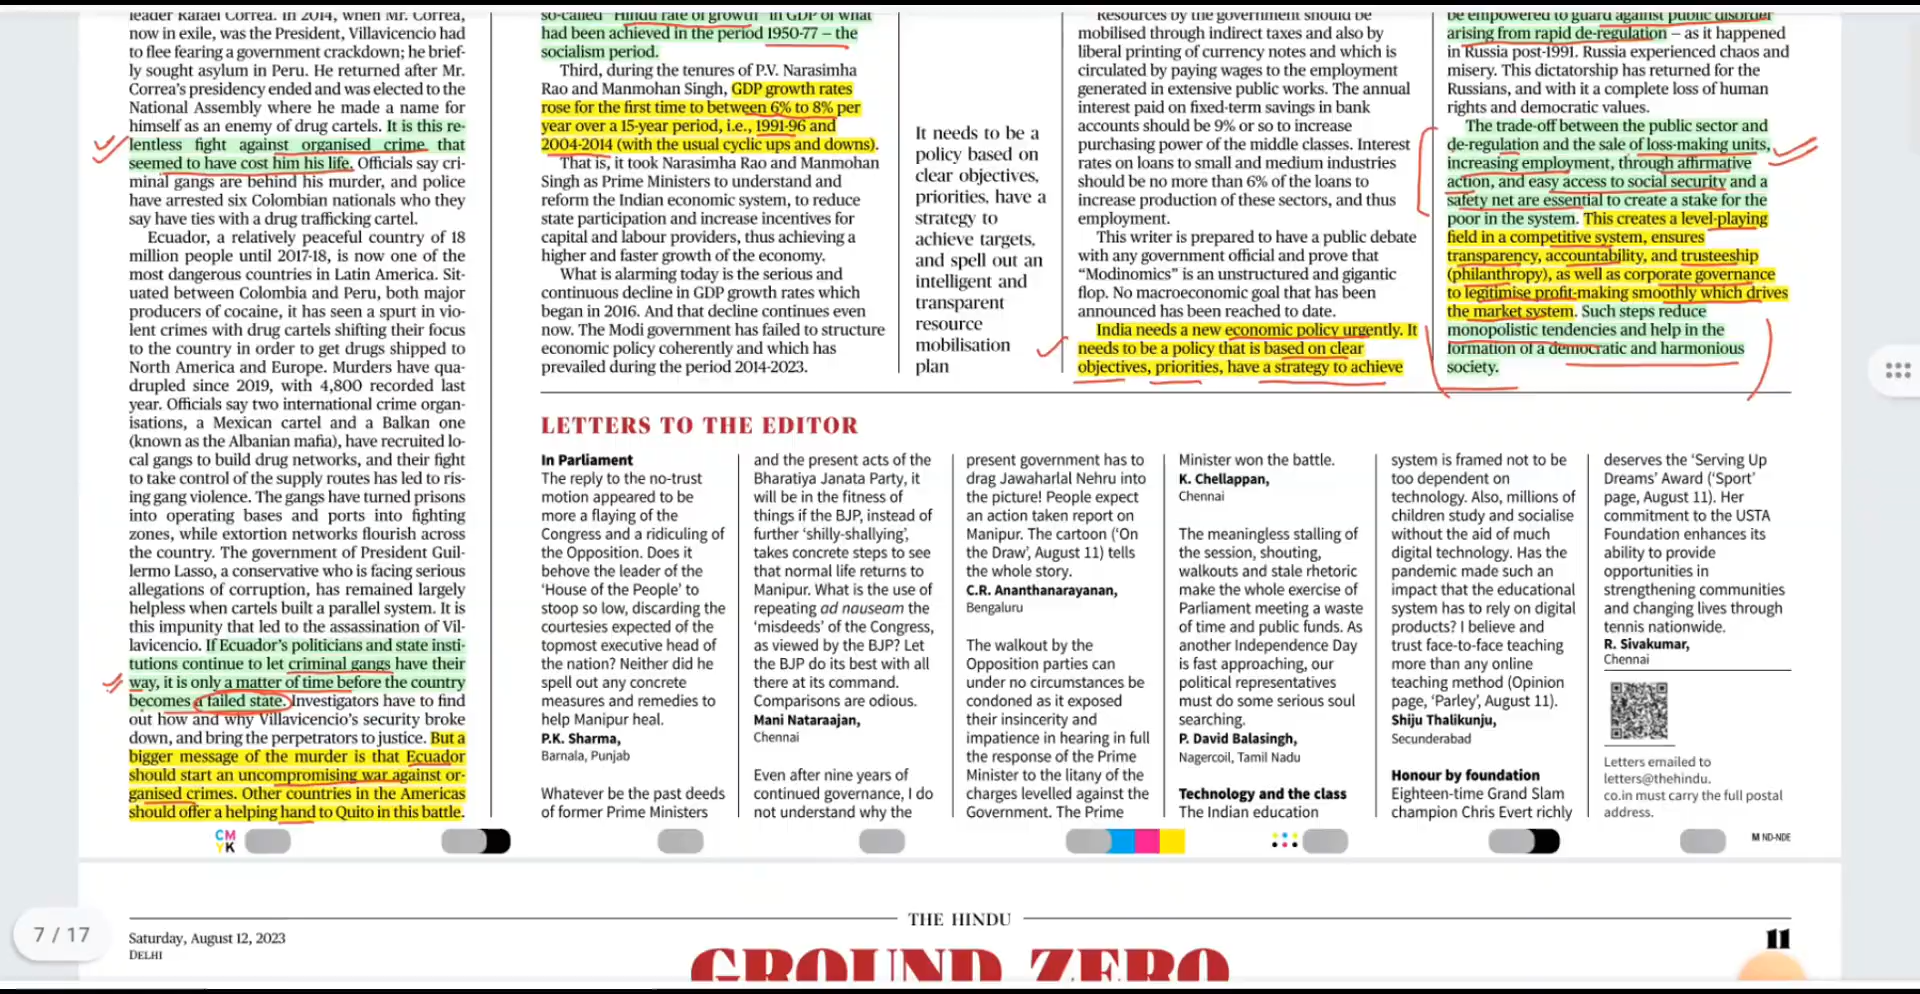 leader Rafael Correa. In 2014, when Mr. Correa,
now in exile, was the President, Villavicencio had
to flee fearing a government crackdown; he brief-
ly sought asylum in Peru. He returned after Mr.
Correa's presidency ended and was elected to the
National Assembly where he made a name for
himself as an enemy of drug cartels. It is this re-
lentless fight against organised crime that
seemed to have cost him his life. Officials say cri-
minal gangs are behind his murder, and police
have arrested six Colombian nationals who they
say have ties with a drug trafficking cartel.
Ecuador, a relatively peaceful country of 18
million people until 2017-18, is now one of the
most dangerous countries in Latin America. Sit-
uated between Colombia and Peru, both major
producers of cocaine, it has seen a spurt in vio-
lent crimes with drug cartels shifting their focus
to the country in order to get drugs shipped to
North America and Europe. Murders have qua-
drupled since 2019, with 4,800 recorded last
year. Officials say two international crime organ-
isations, a Mexican cartel and a Balkan one
(known as the Albanian mafia), have recruited lo-
cal gangs to build drug networks, and their fight
to take control of the supply routes has led to ris-
ing gang violence. The gangs have turned prisons
into operating bases and ports into fighting
zones, while extortion networks flourish across
the country. The government of President Guil-
lermo Lasso, a conservative who is facing serious
allegations of corruption, has remained largely
helpless when cartels built a parallel system. It is
this impunity that led to the assassination of Vil-
lavicencio. If Ecuador's politicians and state insti-
tutions continue to let criminal gangs have their
way, it is only a matter of time before the country
becomes a failed state. Investigators have to find
out how and why Villavicencio's security broke
down, and bring the perpetrators to justice. But a
bigger message of the murder is that Ecuador
should start an uncompromising war against or-
ganised crimes. Other countries in the Americas
should offer a helping hand to Quito in this battle.
so-called "Hindu rate of growth" in GDP of what
had been achieved in the period 1950-77 – the
socialism period.
Third, during the tenures of P.V. Narasimha
Rao and Manmohan Singh, GDP growth rates
rose for the first time to between 6% to 8% per
year over a 15-year period, i.e., 1991-96 and
2004-2014 (with the usual cyclic ups and downs).
That is, it took Narasimha Rao and Manmohan
Singh as Prime Ministers to understand and
reform the Indian economic system, to reduce
state participation and increase incentives for
capital and labour providers, thus achieving a
higher and faster growth of the economy.
What is alarming today is the serious and
continuous decline in GDP growth rates which
began in 2016. And that decline continues even
now. The Modi government has failed to structure
economic policy coherently and which has
prevailed during the period 2014-2023.
It needs to be a
policy based on
clear objectives,
priorities, have a
strategy to
achieve targets,
and spell out an
intelligent and
transparent
resource
mobilisation
plan
Resources by the government should be
mobilised through indirect taxes and also by
liberal printing of currency notes and which is
circulated by paying wages to the employment
generated in extensive public works. The annual
interest paid on fixed-term savings in bank
accounts should be 9% or so to increase
purchasing power of the middle classes. Interest
rates on loans to small and medium industries
should be no more than 6% of the loans to
increase production of these sectors, and thus
employment.
This writer is prepared to have a public debate
with any government official and prove that
"Modinomics" is an unstructured and gigantic
flop. No macroeconomic goal that has been
announced has been reached to date.
India needs a new economic policy urgently. It
needs to be a policy that is based on clear
objectives, priorities, have a strategy to achieve
be empowered to guard against public disorder
arising from rapid de-regulation – as it happened
in Russia post-1991. Russia experienced chaos and
misery. This dictatorship has returned for the
Russians, and with it a complete loss of human
rights and democratic values.
The trade-off between the public sector and
de-regulation and the sale of loss-making units,
increasing employment, through affirmative
action, and easy access to social security and a
safety net are essential to create a stake for the
poor in the system. This creates a level-playing
field in a competitive system, ensures
transparency, accountability, and trusteeship
(philanthropy), as well as corporate governance
to legitimise profit-making smoothly which drives
the market system. Such steps reduce
monopolistic tendencies and help in the
formation of a democratic and harmonious
society.
LETTERS TO THE EDITOR
In Parliament
The reply to the no-trust
motion appeared to be
more a flaying of the
Congress and a ridiculing of
the Opposition. Does it
behove the leader of the
'House of the People' to
stoop so low, discarding the
courtesies expected of the
topmost executive head of
the nation? Neither did he
spell out any concrete
measures and remedies to
help Manipur heal.
P.K. Sharma,
Barnala, Punjab
Whatever be the past deeds
of former Prime Ministers
and the present acts of the
Bharatiya Janata Party, it
will be in the fitness of
things if the BJP, instead of
further 'shilly-shallying',
takes concrete steps to see
that normal life returns to
Manipur. What is the use of
repeating ad nauseam the
'misdeeds' of the Congress,
as viewed by the BJP? Let
the BJP do its best with all
there at its command.
Comparisons are odious.
Mani Nataraajan,
Chennai
Even after nine years of
continued governance, I do
not understand why the
present government has to
drag Jawaharlal Nehru into
the picture! People expect
an action taken report on
Manipur. The cartoon ('On
the Draw', August 11) tells
the whole story.
C.R. Ananthanarayanan,
Bengaluru
The walkout by the
Opposition parties can
under no circumstances be
condoned as it exposed
their insincerity and
impatience in hearing in full
the response of the Prime
Minister to the litany of the
charges levelled against the
Government. The Prime
Minister won the battle.
K. Chellappan,
Chennai
The meaningless stalling of
the session, shouting,
walkouts and stale rhetoric
make the whole exercise of
Parliament meeting a waste
of time and public funds. As
another Independence Day
is fast approaching, our
political representatives
must do some serious soul
searching.
P. David Balasingh,
Nagercoil, Tamil Nadu
Technology and the class
The Indian education
system is framed not to be
too dependent on
technology. Also, millions of
children study and socialise
without the aid of much
digital technology. Has the
pandemic made such an
impact that the educational
system has to rely on digital
products? I believe and
trust face-to-face teaching
more than any online
teaching method (Opinion
page, 'Parley', August 11).
Shiju Thalikunju,
Secunderabad
Honour by foundation
Eighteen-time Grand Slam
champion Chris Evert richly
deserves the 'Serving Up
Dreams' Award ('Sport'
page, August 11). Her
commitment to the USTA
Foundation enhances its
ability to provide
opportunities in
strengthening communities
and changing lives through
tennis nationwide.
R. Sivakumar,
Chennai
Letters emailed to
letters@thehindu.
co.in must carry the full postal
address.
CM
YK
M ND-NDE
7 / 17
THE HINDU
Saturday, August 12, 2023
DELHI
11
GROUND ZERO